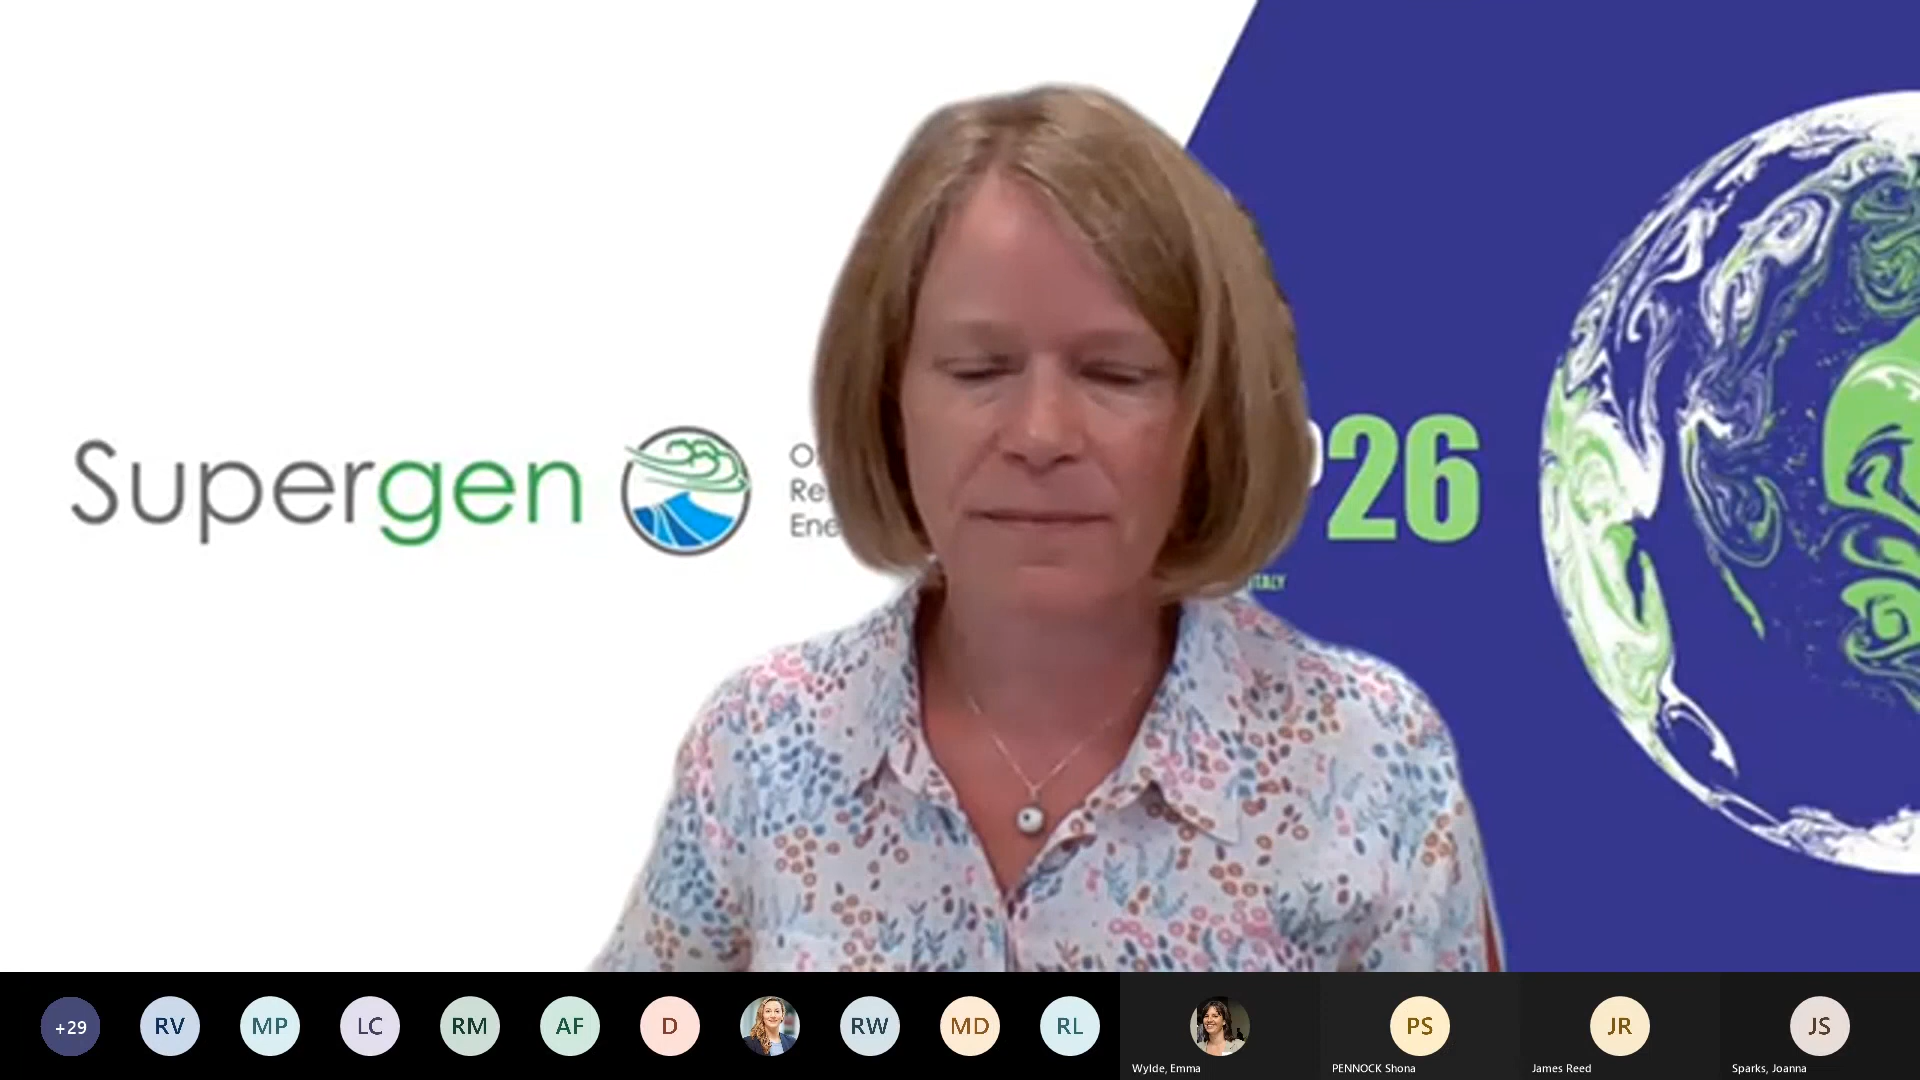 Supergen
26
ITALY
+29
RV
MP
LC
RM
AF
D
RW
MD
RL
PS
JR
JS
Wylde, Emma
PENNOCK Shona
James Reed
Sparks, Joanna